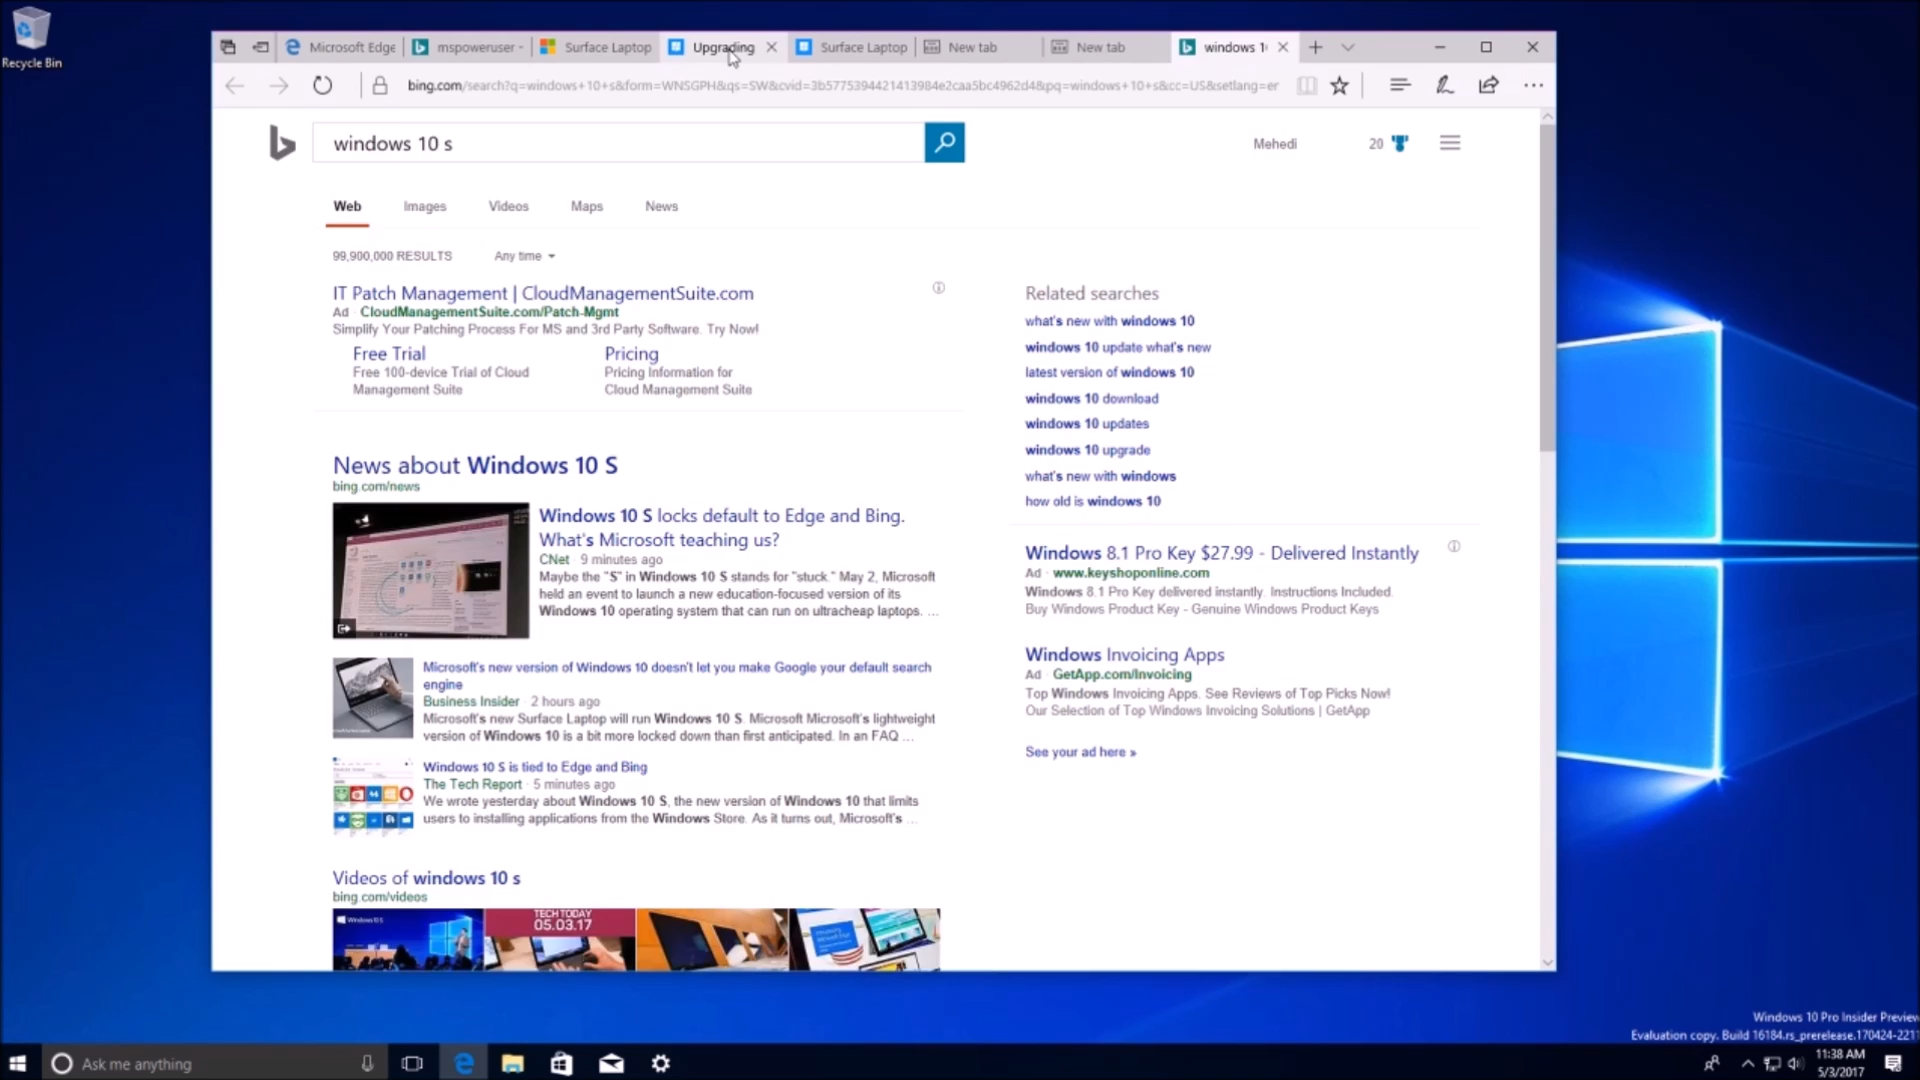 Recycle Bin
Microsoft Edge
mspoweruser -
Surface Laptop
Upgrading
Surface Laptop
New tab
New tab
windows 1
bing.com/search?q=windows+10+s&form=WNSGPH&qs=SW&cvid=3b5775394421413984e2caa5bc4962d4&pq=windows+10+s&cc=US&setlang=er
windows 10 s
Mehedi
20
Web
Images
Videos
Maps
News
99,900,000 RESULTS
Any time
IT Patch Management | CloudManagementSuite.com
Ad · CloudManagementSuite.com/Patch-Mgmt
Simplify Your Patching Process For MS and 3rd Party Software. Try Now!
Free Trial
Free 100-device Trial of Cloud
Management Suite
Pricing
Pricing Information for
Cloud Management Suite
News about Windows 10 S
bing.com/news
Windows 10 S locks default to Edge and Bing.
What's Microsoft teaching us?
CNet · 9 minutes ago
Maybe the "S" in Windows 10 S stands for "stuck." May 2, Microsoft
held an event to launch a new education-focused version of its
Windows 10 operating system that can run on ultracheap laptops. ...
Microsoft's new version of Windows 10 doesn't let you make Google your default search
engine
Business Insider · 2 hours ago
Microsoft's new Surface Laptop will run Windows 10 S. Microsoft Microsoft's lightweight
version of Windows 10 is a bit more locked down than first anticipated. In an FAQ ...
Windows 10 S is tied to Edge and Bing
The Tech Report · 5 minutes ago
We wrote yesterday about Windows 10 S, the new version of Windows 10 that limits
users to installing applications from the Windows Store. As it turns out, Microsoft's ...
Videos of windows 10 s
bing.com/videos
Windows 10 S
TECH TODAY
05.03.17
Related searches
what's new with windows 10
windows 10 update what's new
latest version of windows 10
windows 10 download
windows 10 updates
windows 10 upgrade
what's new with windows
how old is windows 10
Windows 8.1 Pro Key $27.99 - Delivered Instantly
Ad · www.keyshoponline.com
Windows 8.1 Pro Key delivered instantly. Instructions Included.
Buy Windows Product Key - Genuine Windows Product Keys
Windows Invoicing Apps
Ad · GetApp.com/Invoicing
Top Windows Invoicing Apps. See Reviews of Top Picks Now!
Our Selection of Top Windows Invoicing Solutions | GetApp
See your ad here »
Windows 10 Pro Insider Preview
Evaluation copy. Build 16184.rs_prerelease.170424-221
Ask me anything
11:38 AM
5/3/2017